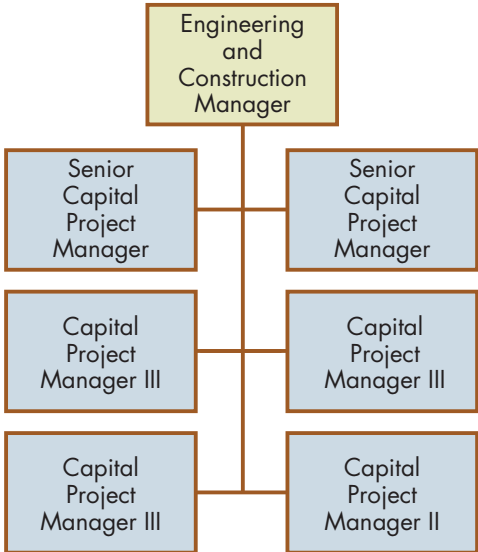 Engineering
and
Construction
Manager
Senior
Capital
Project
Manager
Senior
Capital
Project
Manager
Capital
Project
Manager III
Capital
Project
Manager III
Capital
Project
Manager III
Capital
Project
Manager II